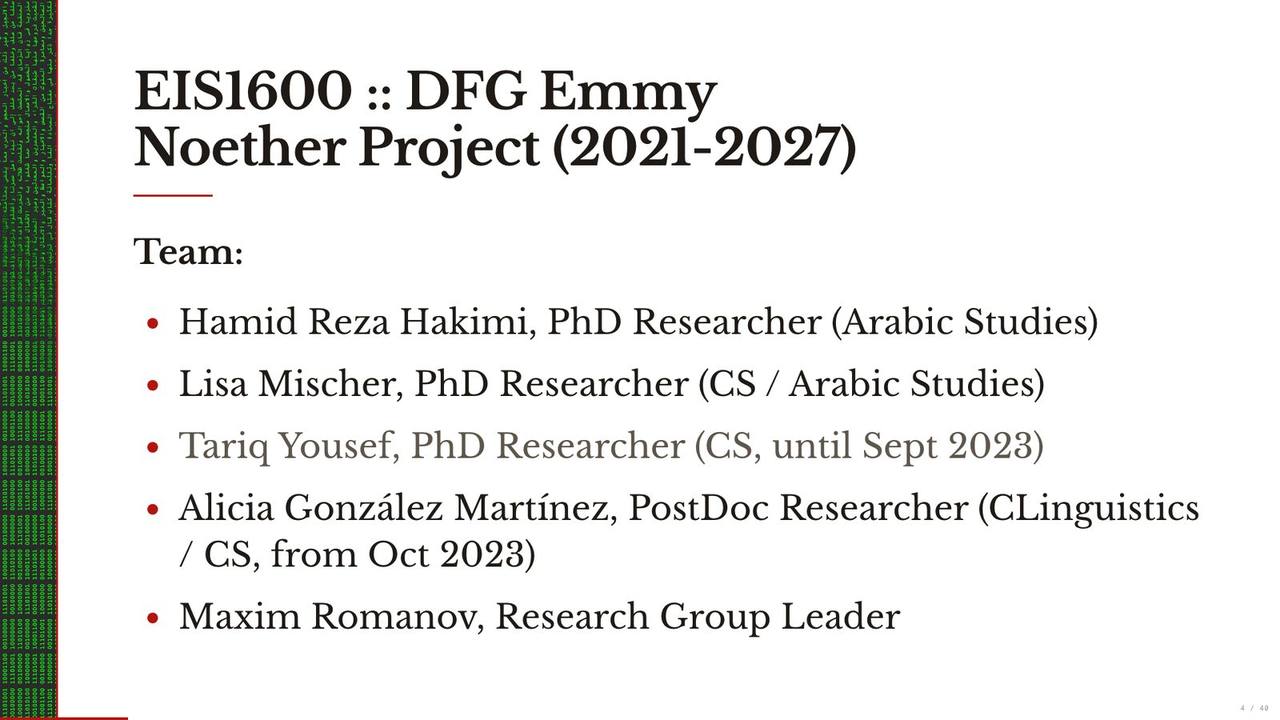 EIS1600 :: DFG Emmy
Noether Project (2021-2027)
Team:
• Hamid Reza Hakimi, PhD Researcher (Arabic Studies)
• Lisa Mischer, PhD Researcher (CS / Arabic Studies)
• Tariq Yousef, PhD Researcher (CS, until Sept 2023)
• Alicia González Martínez, PostDoc Researcher (CLinguistics
/ CS, from Oct 2023)
• Maxim Romanov, Research Group Leader
4 / 40